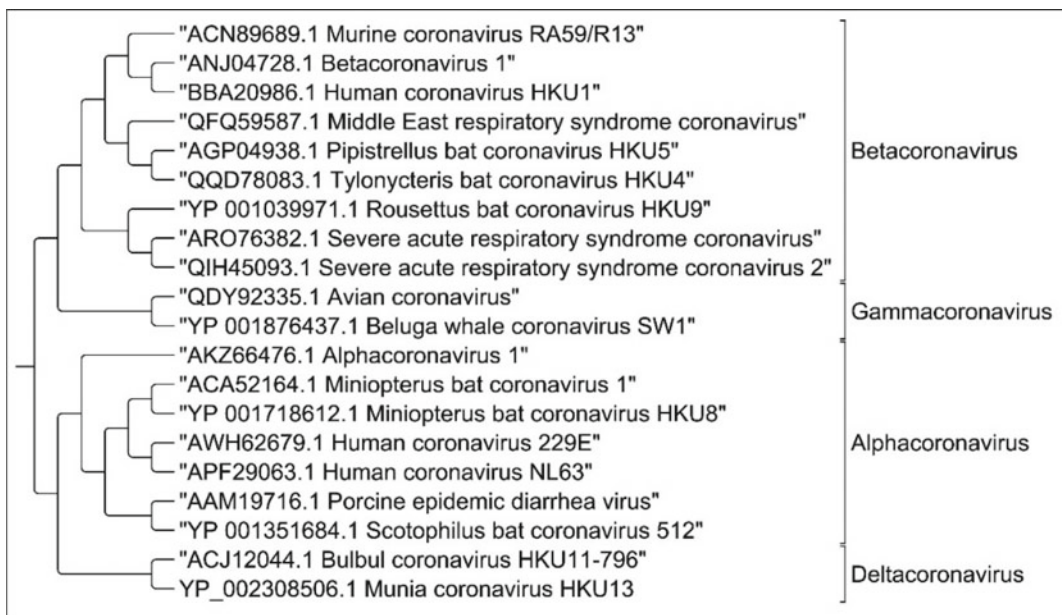 "ACN89689.1 Murine coronavirus RA59/R13"
"ANJ04728.1 Betacoronavirus 1"
"BBA20986.1 Human coronavirus HKU1"
"QFQ59587.1 Middle East respiratory syndrome coronavirus"
"AGP04938.1 Pipistrellus bat coronavirus HKU5"
"QQD78083.1 Tylonycteris bat coronavirus HKU4"
"YP 001039971.1 Rousettus bat coronavirus HKU9"
"ARO76382.1 Severe acute respiratory syndrome coronavirus"
"QIH45093.1 Severe acute respiratory syndrome coronavirus 2"
Betacoronavirus
"QDY92335.1 Avian coronavirus"
"YP 001876437.1 Beluga whale coronavirus SW1"
Gammacoronavirus
"AKZ66476.1 Alphacoronavirus 1"
"ACA52164.1 Miniopterus bat coronavirus 1"
"YP 001718612.1 Miniopterus bat coronavirus HKU8"
"AWH62679.1 Human coronavirus 229E"
"APF29063.1 Human coronavirus NL63"
"AAM19716.1 Porcine epidemic diarrhea virus"
"YP 001351684.1 Scotophilus bat coronavirus 512"
Alphacoronavirus
"ACJ12044.1 Bulbul coronavirus HKU11-796"
YP_002308506.1 Munia coronavirus HKU13
Deltacoronavirus